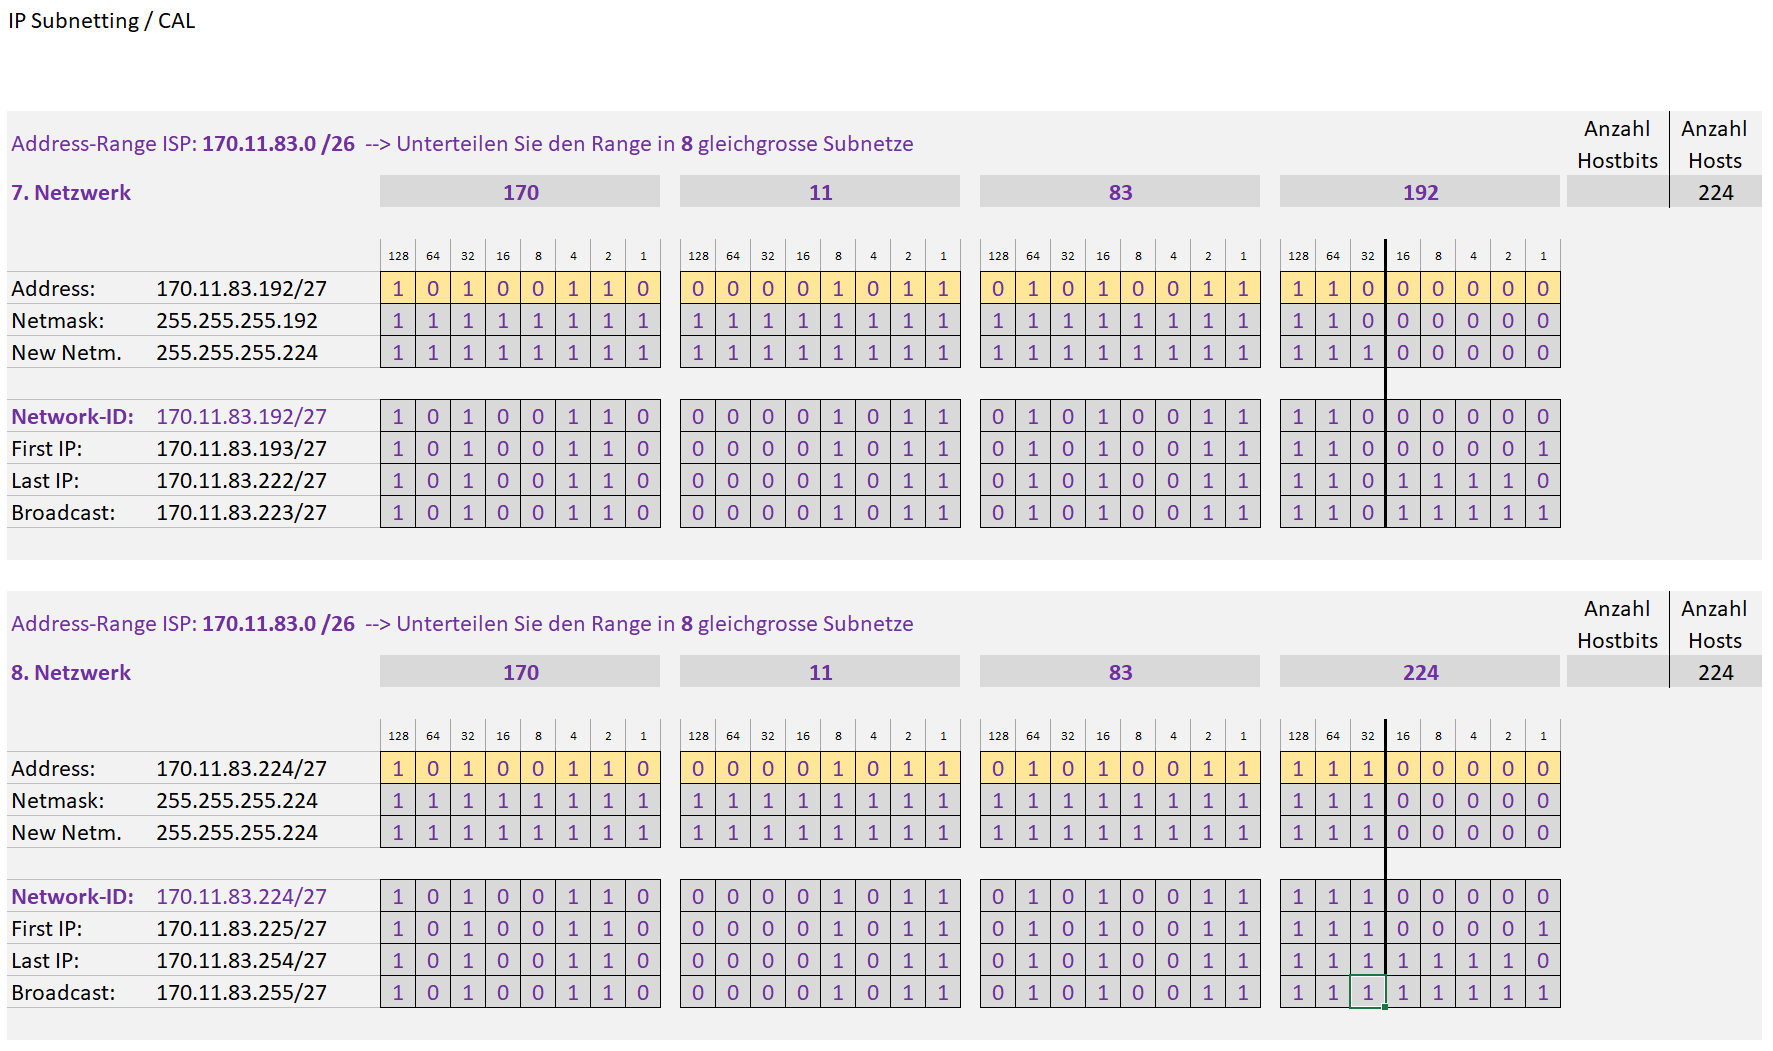 IP Subnetting / CAL
Address-Range ISP: 170.11.83.0 /26 --> Unterteilen Sie den Range in 8 gleichgrosse Subnetze
Anzahl Hostbits
Anzahl Hosts
7. Netzwerk 170 11 83 192 224
128 64 32 16 8 4 2 1 128 64 32 16 8 4 2 1 128 64 32 16 8 4 2 1 128 64 32 16 8 4 2 1
Address: 170.11.83.192/27 1 0 1 0 0 1 1 0 0 0 0 0 1 0 1 1 0 1 0 1 0 0 1 1 1 1 0 0 0 0 0 0
Netmask: 255.255.255.192 1 1 1 1 1 1 1 1 1 1 1 1 1 1 1 1 1 1 1 1 1 1 1 1 1 1 0 0 0 0 0 0
New Netm. 255.255.255.224 1 1 1 1 1 1 1 1 1 1 1 1 1 1 1 1 1 1 1 1 1 1 1 1 1 1 1 0 0 0 0 0
Network-ID: 170.11.83.192/27 1 0 1 0 0 1 1 0 0 0 0 0 1 0 1 1 0 1 0 1 0 0 1 1 1 1 0 0 0 0 0 0
First IP: 170.11.83.193/27 1 0 1 0 0 1 1 0 0 0 0 0 1 0 1 1 0 1 0 1 0 0 1 1 1 1 0 0 0 0 0 1
Last IP: 170.11.83.222/27 1 0 1 0 0 1 1 0 0 0 0 0 1 0 1 1 0 1 0 1 0 0 1 1 1 1 0 1 1 1 1 0
Broadcast: 170.11.83.223/27 1 0 1 0 0 1 1 0 0 0 0 0 1 0 1 1 0 1 0 1 0 0 1 1 1 1 0 1 1 1 1 1
Address-Range ISP: 170.11.83.0 /26 --> Unterteilen Sie den Range in 8 gleichgrosse Subnetze
Anzahl Hostbits
Anzahl Hosts
8. Netzwerk 170 11 83 224 224
128 64 32 16 8 4 2 1 128 64 32 16 8 4 2 1 128 64 32 16 8 4 2 1 128 64 32 16 8 4 2 1
Address: 170.11.83.224/27 1 0 1 0 0 1 1 0 0 0 0 0 1 0 1 1 0 1 0 1 0 0 1 1 1 1 1 0 0 0 0 0
Netmask: 255.255.255.224 1 1 1 1 1 1 1 1 1 1 1 1 1 1 1 1 1 1 1 1 1 1 1 1 1 1 1 0 0 0 0 0
New Netm. 255.255.255.224 1 1 1 1 1 1 1 1 1 1 1 1 1 1 1 1 1 1 1 1 1 1 1 1 1 1 1 0 0 0 0 0
Network-ID: 170.11.83.224/27 1 0 1 0 0 1 1 0 0 0 0 0 1 0 1 1 0 1 0 1 0 0 1 1 1 1 1 0 0 0 0 0
First IP: 170.11.83.225/27 1 0 1 0 0 1 1 0 0 0 0 0 1 0 1 1 0 1 0 1 0 0 1 1 1 1 1 0 0 0 0 1
Last IP: 170.11.83.254/27 1 0 1 0 0 1 1 0 0 0 0 0 1 0 1 1 0 1 0 1 0 0 1 1 1 1 1 1 1 1 1 0
Broadcast: 170.11.83.255/27 1 0 1 0 0 1 1 0 0 0 0 0 1 0 1 1 0 1 0 1 0 0 1 1 1 1 1 1 1 1 1 1